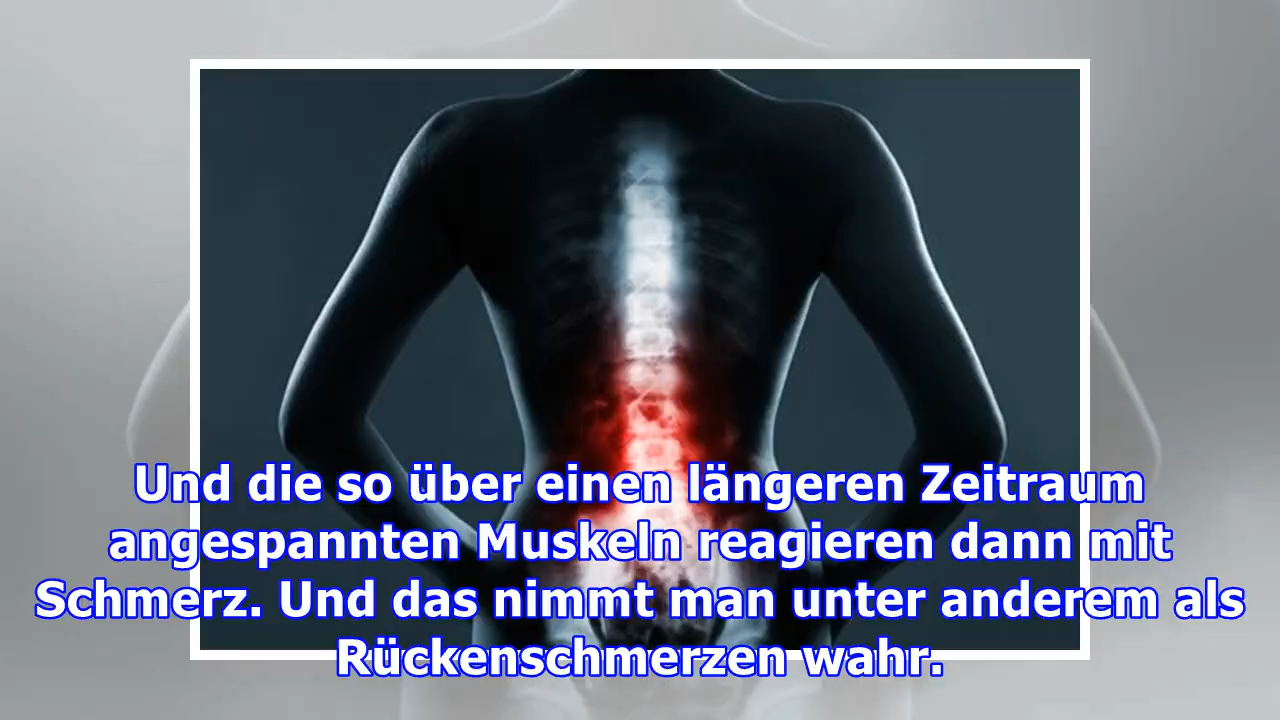 Und die so über einen längeren Zeitraum
angespannten Muskeln reagieren dann mit
Schmerz. Und das nimmt man unter anderem als
Rückenschmerzen wahr.